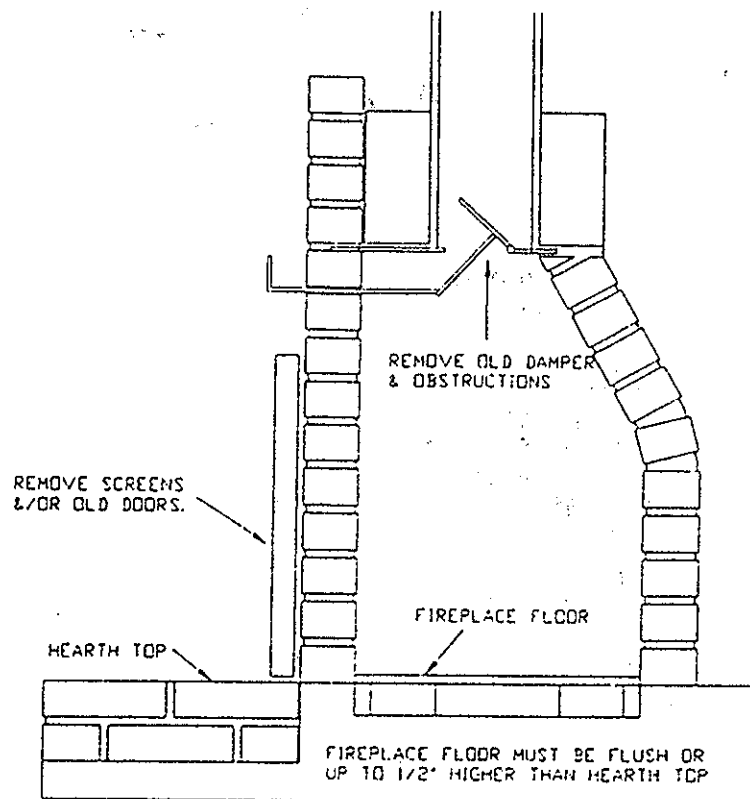 REMOVE OLD DAMPER
& OBSTRUCTIONS
REMOVE SCREENS
&/OR OLD DOORS.
FIREPLACE FLOOR
HEARTH TOP
FIREPLACE FLOOR MUST BE FLUSH OR
UP TO 1/2" HIGHER THAN HEARTH TOP